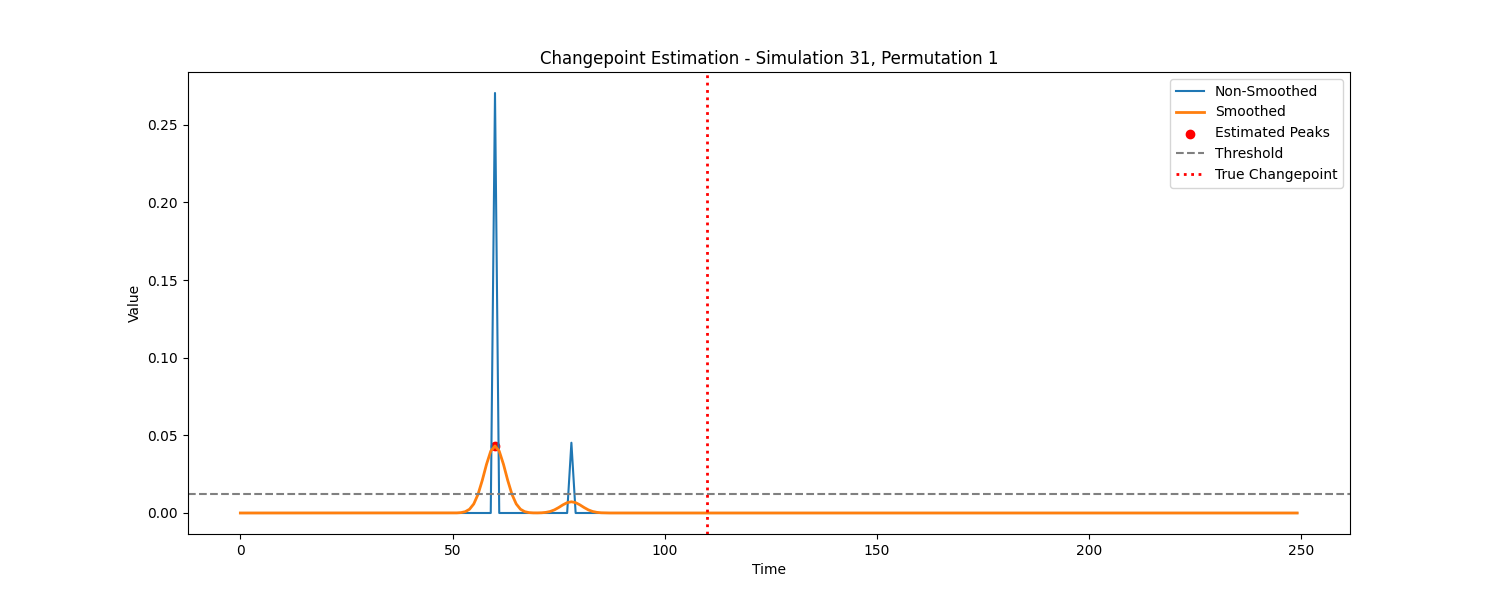 Changepoint Estimation - Simulation 31, Permutation 1
Non-Smoothed
Smoothed
Estimated Peaks
Threshold
True Changepoint
Value
0.25
0.20
0.15
0.10
0.05
0.00
0 50 100 150 200 250
Time